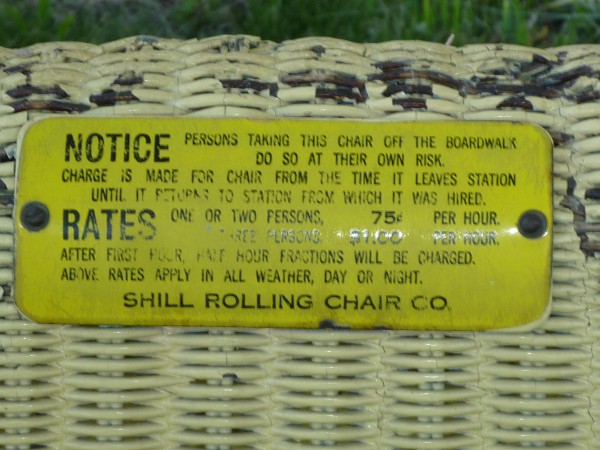 NOTICE PERSONS TAKING THIS CHAIR OFF THE BOARDWALK
DO SO AT THEIR OWN RISK.
CHARGE IS MADE FOR CHAIR FROM THE TIME IT LEAVES STATION
UNTIL IT RETURNS TO STATION FROM WHICH IT WAS HIRED.
RATES ONE OR TWO PERSONS, 75¢ PER HOUR.
THREE PERSONS, $1.00 PER HOUR.
AFTER FIRST HOUR, HALF HOUR FRACTIONS WILL BE CHARGED.
ABOVE RATES APPLY IN ALL WEATHER, DAY OR NIGHT.
SHILL ROLLING CHAIR CO.